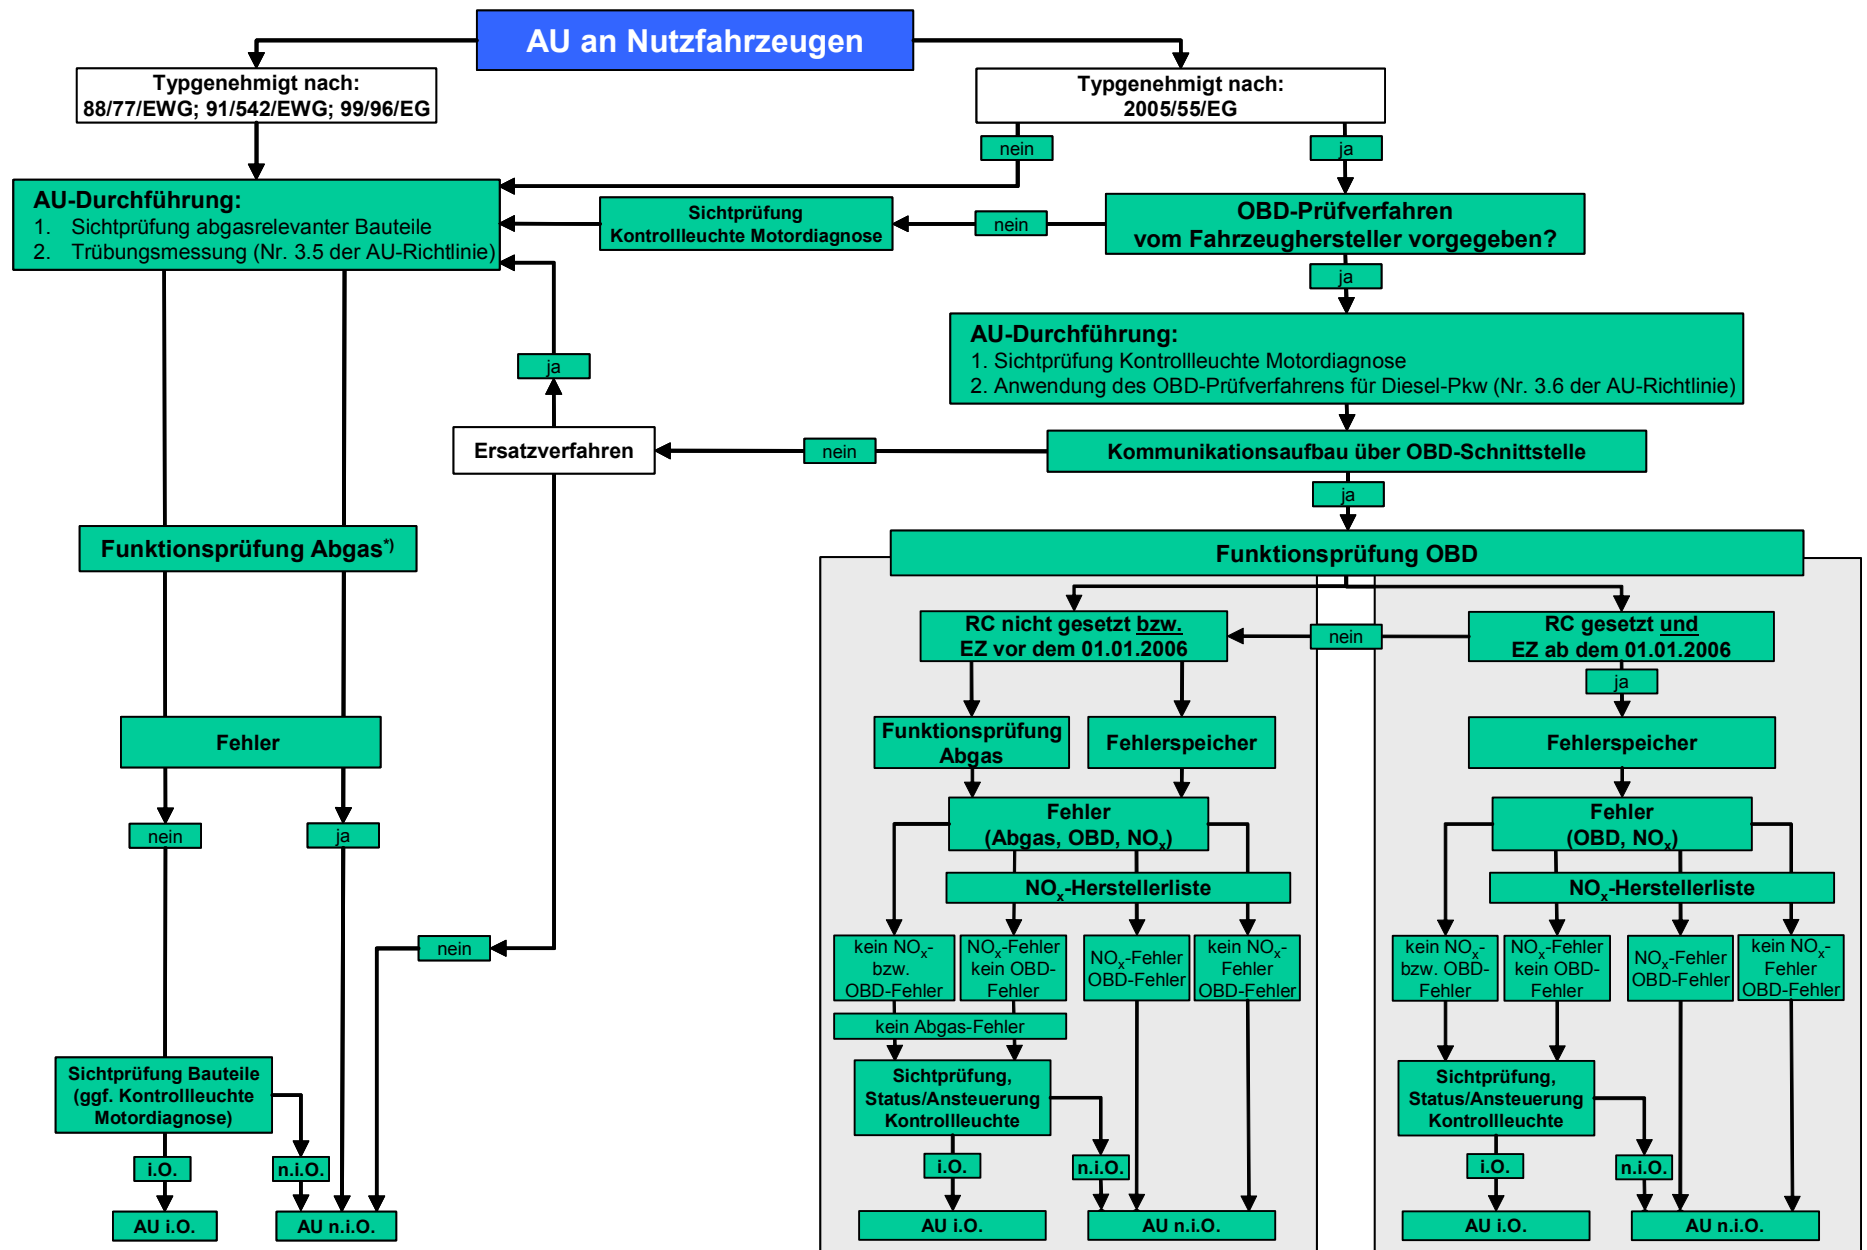 AU an Nutzfahrzeugen
Typgenehmigt nach:
88/77/EWG; 91/542/EWG; 99/96/EG
Typgenehmigt nach:
2005/55/EG
nein
ja
AU-Durchführung:
1. Sichtprüfung abgasrelevanter Bauteile
2. Trübungsmessung (Nr. 3.5 der AU-Richtlinie)
Sichtprüfung
Kontrollleuchte Motordiagnose
nein
OBD-Prüfverfahren
vom Fahrzeughersteller vorgegeben?
ja
AU-Durchführung:
1. Sichtprüfung Kontrollleuchte Motordiagnose
2. Anwendung des OBD-Prüfverfahrens für Diesel-Pkw (Nr. 3.6 der AU-Richtlinie)
ja
Ersatzverfahren
nein
Kommunikationsaufbau über OBD-Schnittstelle
ja
Funktionsprüfung Abgas*)
Funktionsprüfung OBD
RC nicht gesetzt bzw.
EZ vor dem 01.01.2006
nein
RC gesetzt und
EZ ab dem 01.01.2006
ja
Fehler
Funktionsprüfung
Abgas
Fehlerspeicher
Fehlerspeicher
nein
ja
Fehler
(Abgas, OBD, NOx)
Fehler
(OBD, NOx)
NOx-Herstellerliste
NOx-Herstellerliste
nein
kein NOx-
bzw.
OBD-Fehler
NOx-Fehler
kein OBD-
Fehler
NOx-Fehler
OBD-Fehler
kein NOx-
Fehler
OBD-Fehler
kein NOx-
bzw. OBD-
Fehler
NOx-Fehler
kein OBD-
Fehler
NOx-Fehler
OBD-Fehler
kein NOx-
Fehler
OBD-Fehler
kein Abgas-Fehler
Sichtprüfung Bauteile
(ggf. Kontrollleuchte
Motordiagnose)
Sichtprüfung,
Status/Ansteuerung
Kontrollleuchte
Sichtprüfung,
Status/Ansteuerung
Kontrollleuchte
i.O.
n.i.O.
i.O.
n.i.O.
i.O.
n.i.O.
AU i.O.
AU n.i.O.
AU i.O.
AU n.i.O.
AU i.O.
AU n.i.O.